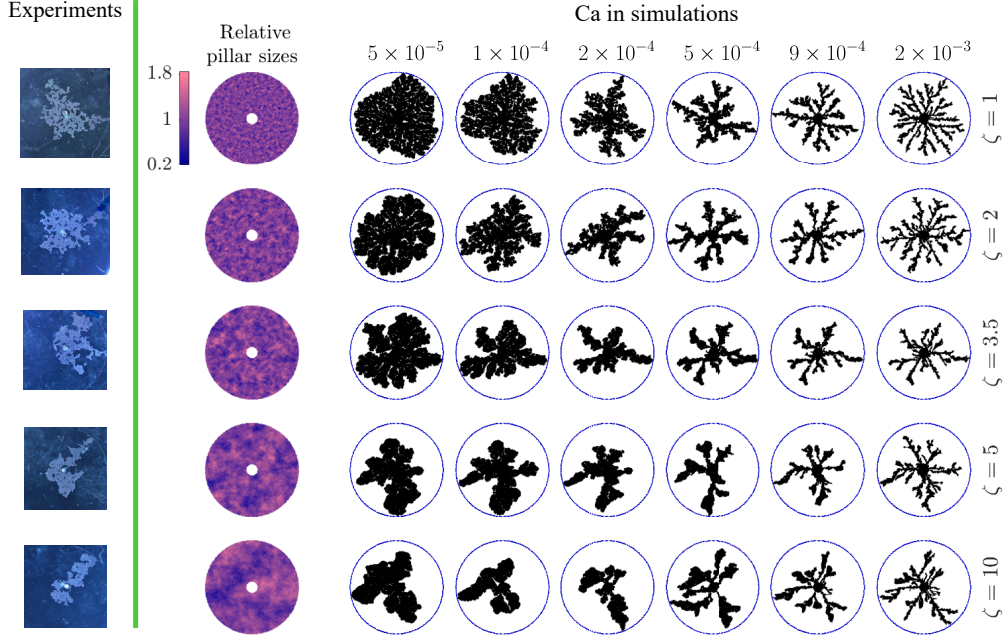 Experiments
Ca in simulations
Relative
pillar sizes
5 × 10⁻⁵ 1 × 10⁻⁴ 2 × 10⁻⁴ 5 × 10⁻⁴ 9 × 10⁻⁴ 2 × 10⁻³
1.8
1
0.2
ζ = 1
ζ = 2
ζ = 3.5
ζ = 5
ζ = 10